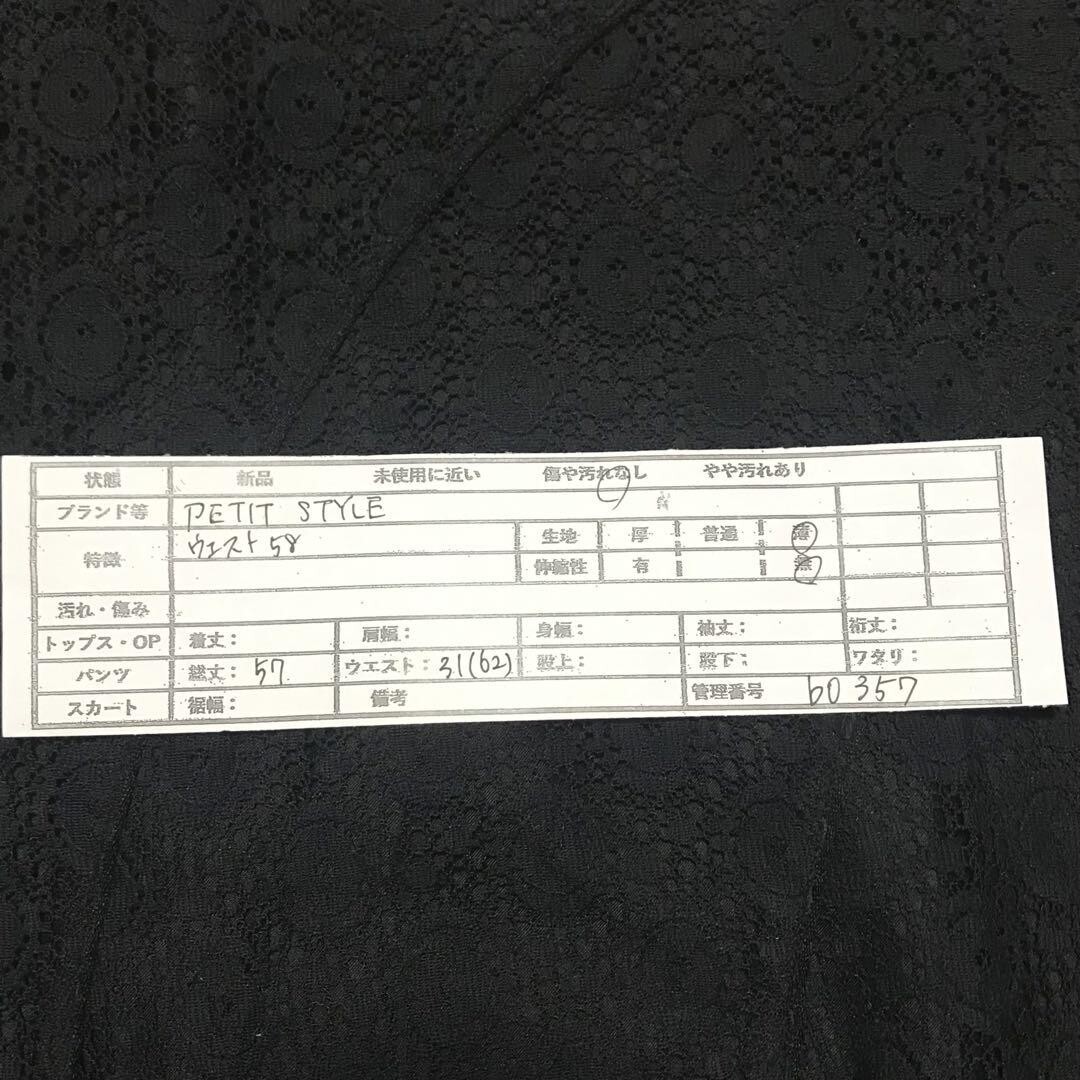 状態 新品 未使用に近い 傷や汚れなし やや汚れあり
ブランド等 PETIT STYLE
特徴 ウエスト58 生地 厚 普通 薄
伸縮性 有 無
汚れ・傷み
トップス・OP 着丈： 肩幅： 身幅： 袖丈： 裄丈：
パンツ 総丈：57 ウエスト：31(62) 股上： 股下： ワタリ：
スカート 裾幅： 備考 管理番号 b0357